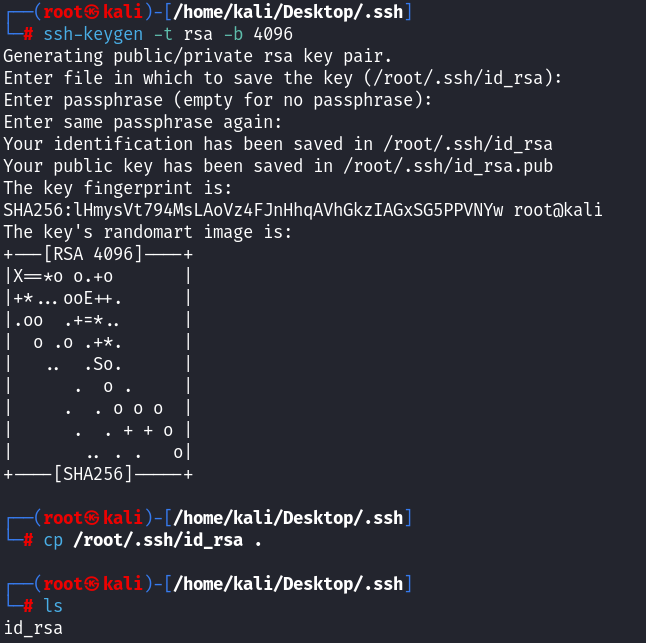 ┌──(root㉿kali)-[/home/kali/Desktop/.ssh]
└─# ssh-keygen -t rsa -b 4096
Generating public/private rsa key pair.
Enter file in which to save the key (/root/.ssh/id_rsa):
Enter passphrase (empty for no passphrase):
Enter same passphrase again:
Your identification has been saved in /root/.ssh/id_rsa
Your public key has been saved in /root/.ssh/id_rsa.pub
The key fingerprint is:
SHA256:lHmysVt794MsLAoVz4FJnHhqAVhGkzIAGxSG5PPVNYw root@kali
The key's randomart image is:
+---[RSA 4096]----+
|X==*o o.+o       |
|+*...ooE++.      |
|.oo  .+=*..      |
|  o .o .+*.      |
|   ..  .So.      |
|      .  o .     |
|     .  . o o o  |
|      .  . + + o |
|       .. . .   o|
+----[SHA256]-----+
┌──(root㉿kali)-[/home/kali/Desktop/.ssh]
└─# cp /root/.ssh/id_rsa .
┌──(root㉿kali)-[/home/kali/Desktop/.ssh]
└─# ls
id_rsa